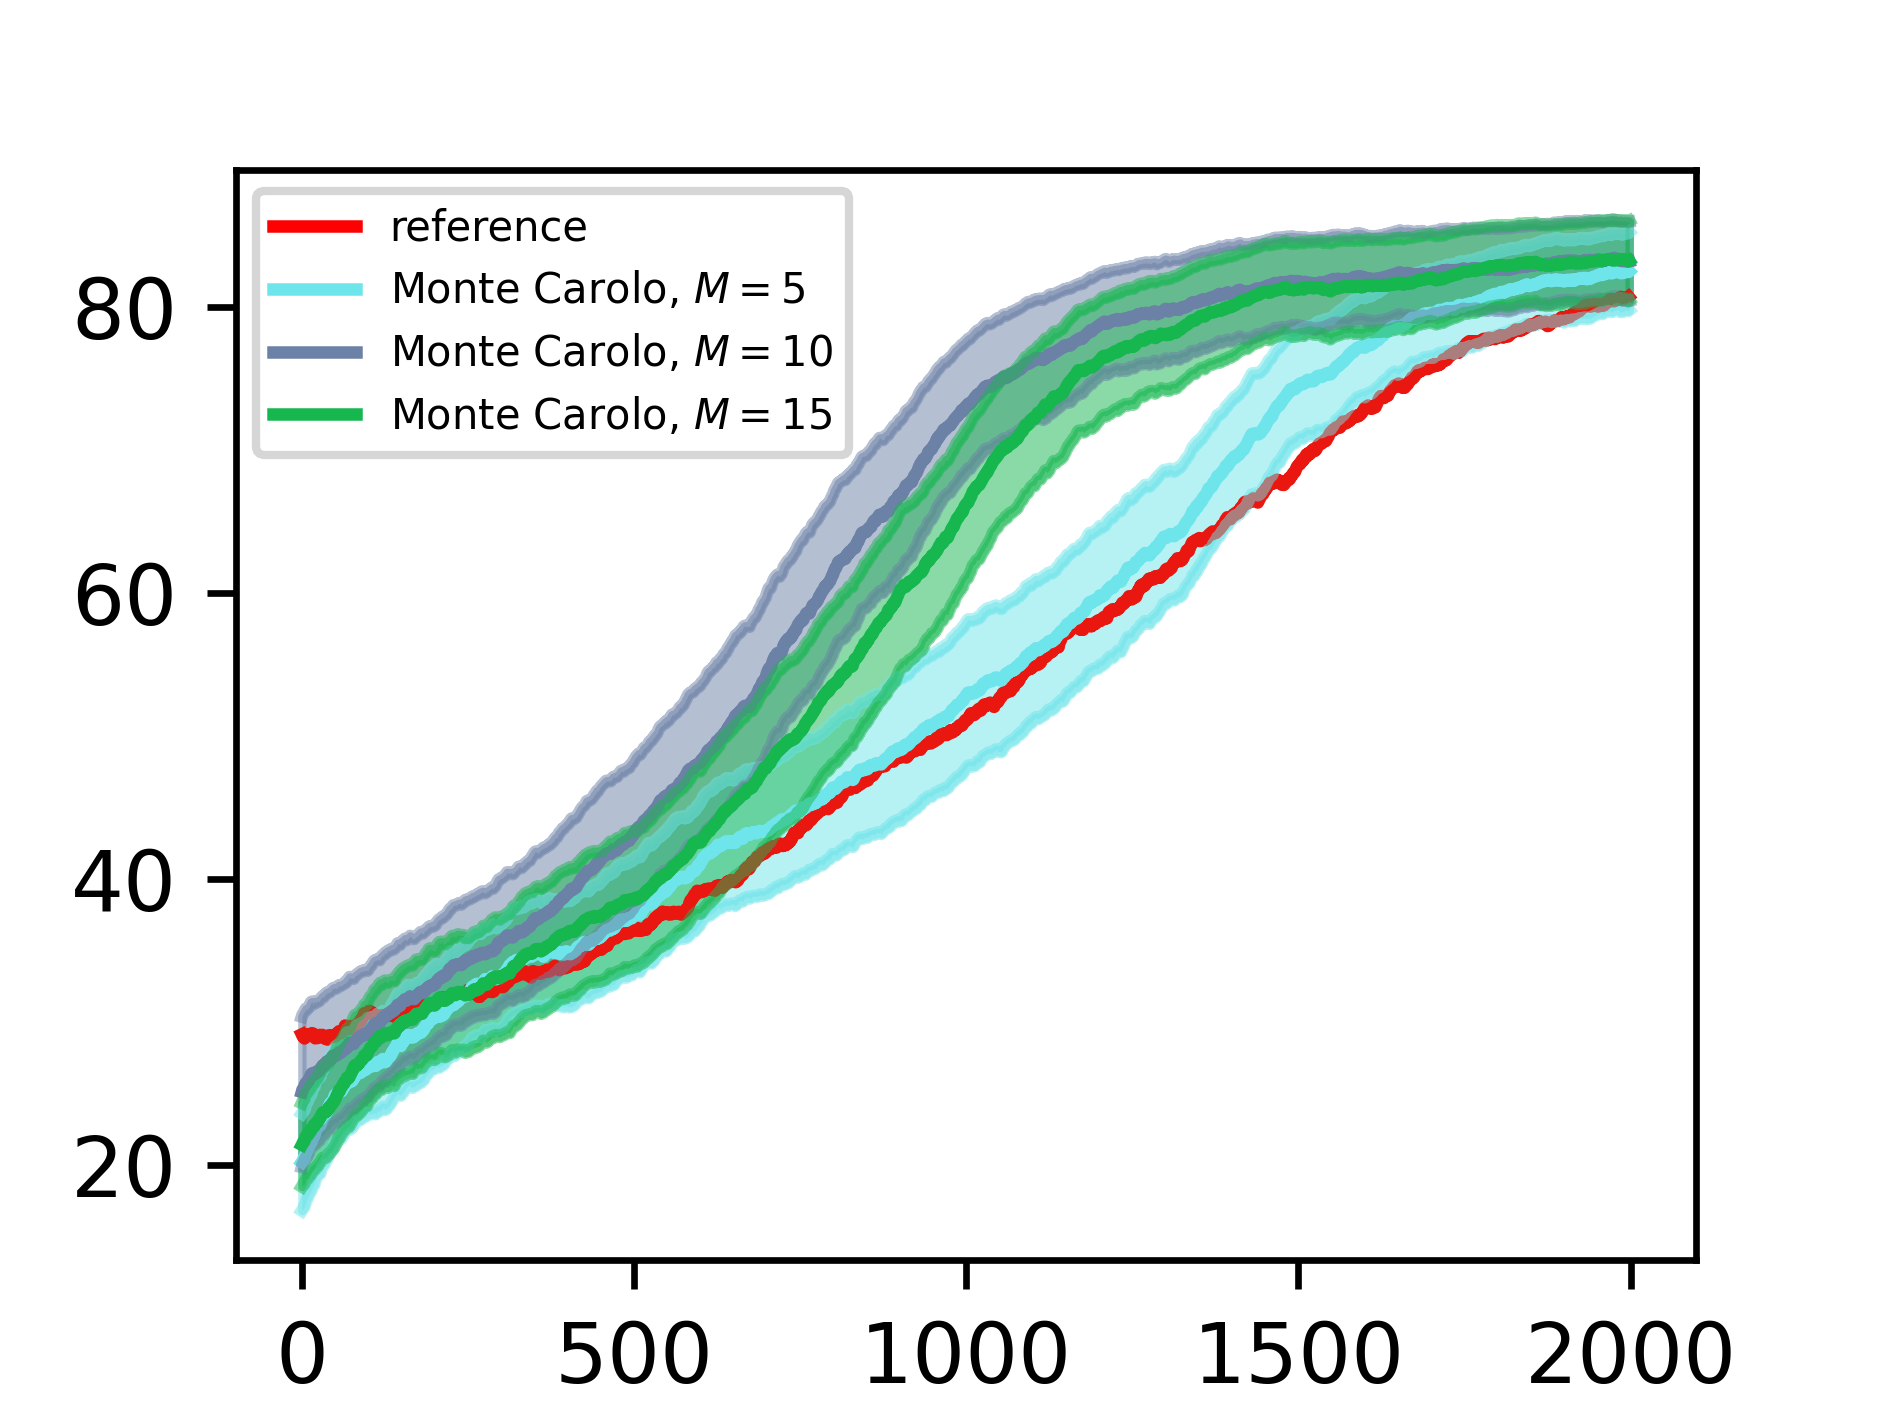 reference
Monte Carolo, M = 5
Monte Carolo, M = 10
Monte Carolo, M = 15
80
60
40
20
0 500 1000 1500 2000